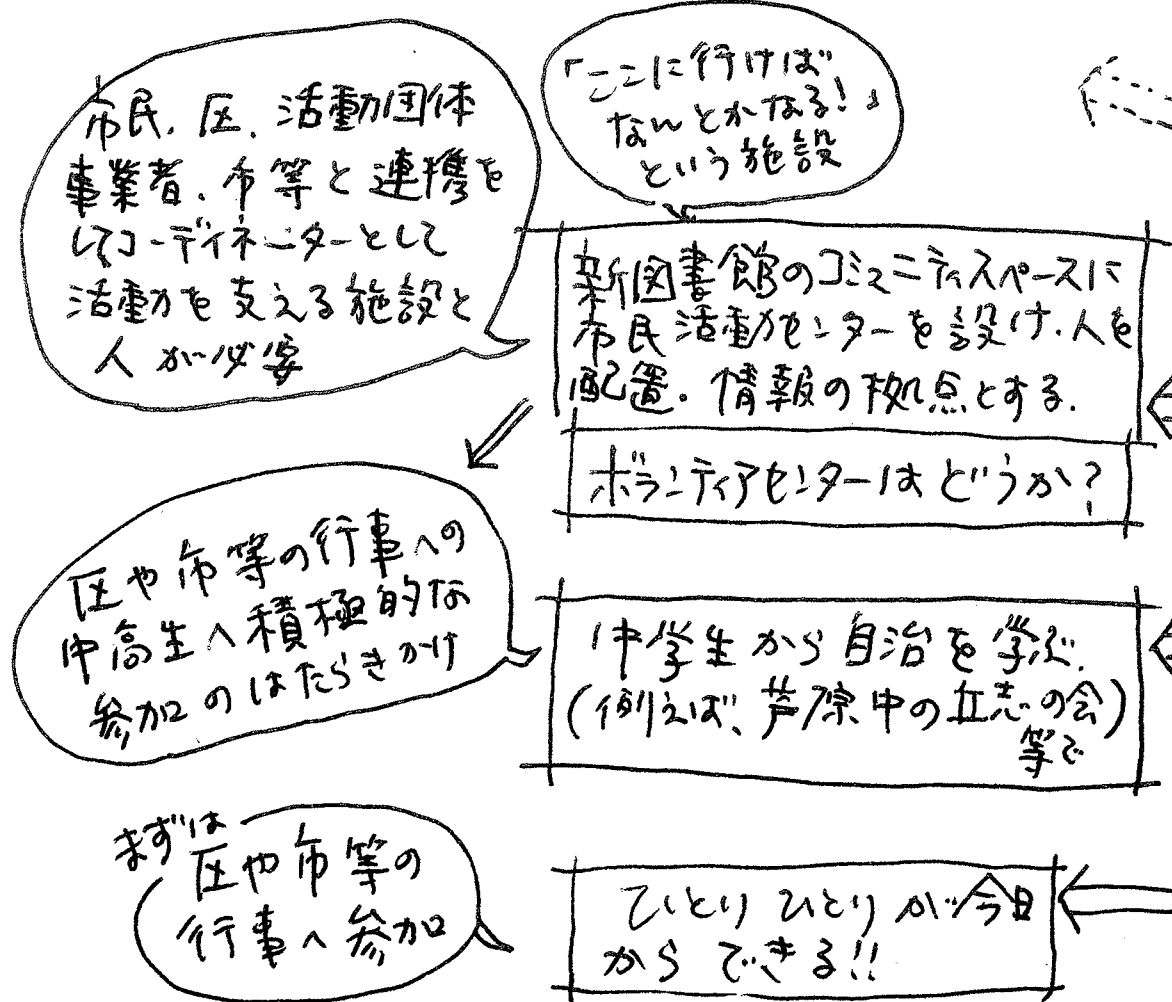 市民、区、活動団体
事業者、市等と連携を
してコーディネーターとして
活動を支える施設と
人が必要
「ここに行けば
なんとかなる!」
という施設
新図書館のコミュニティスペースに
市民活動センターを設け、人を
配置。情報の拠点とする。
ボランティアセンターはどうか?
区や市等の行事への
中高生へ積極的な
参加のはたらきかけ
中学生から自治を学ぶ。
(例えば、芦原中の立志の会)
等で
まずは
区や市等の
行事へ参加
ひとりひとりが今日
からできる!!